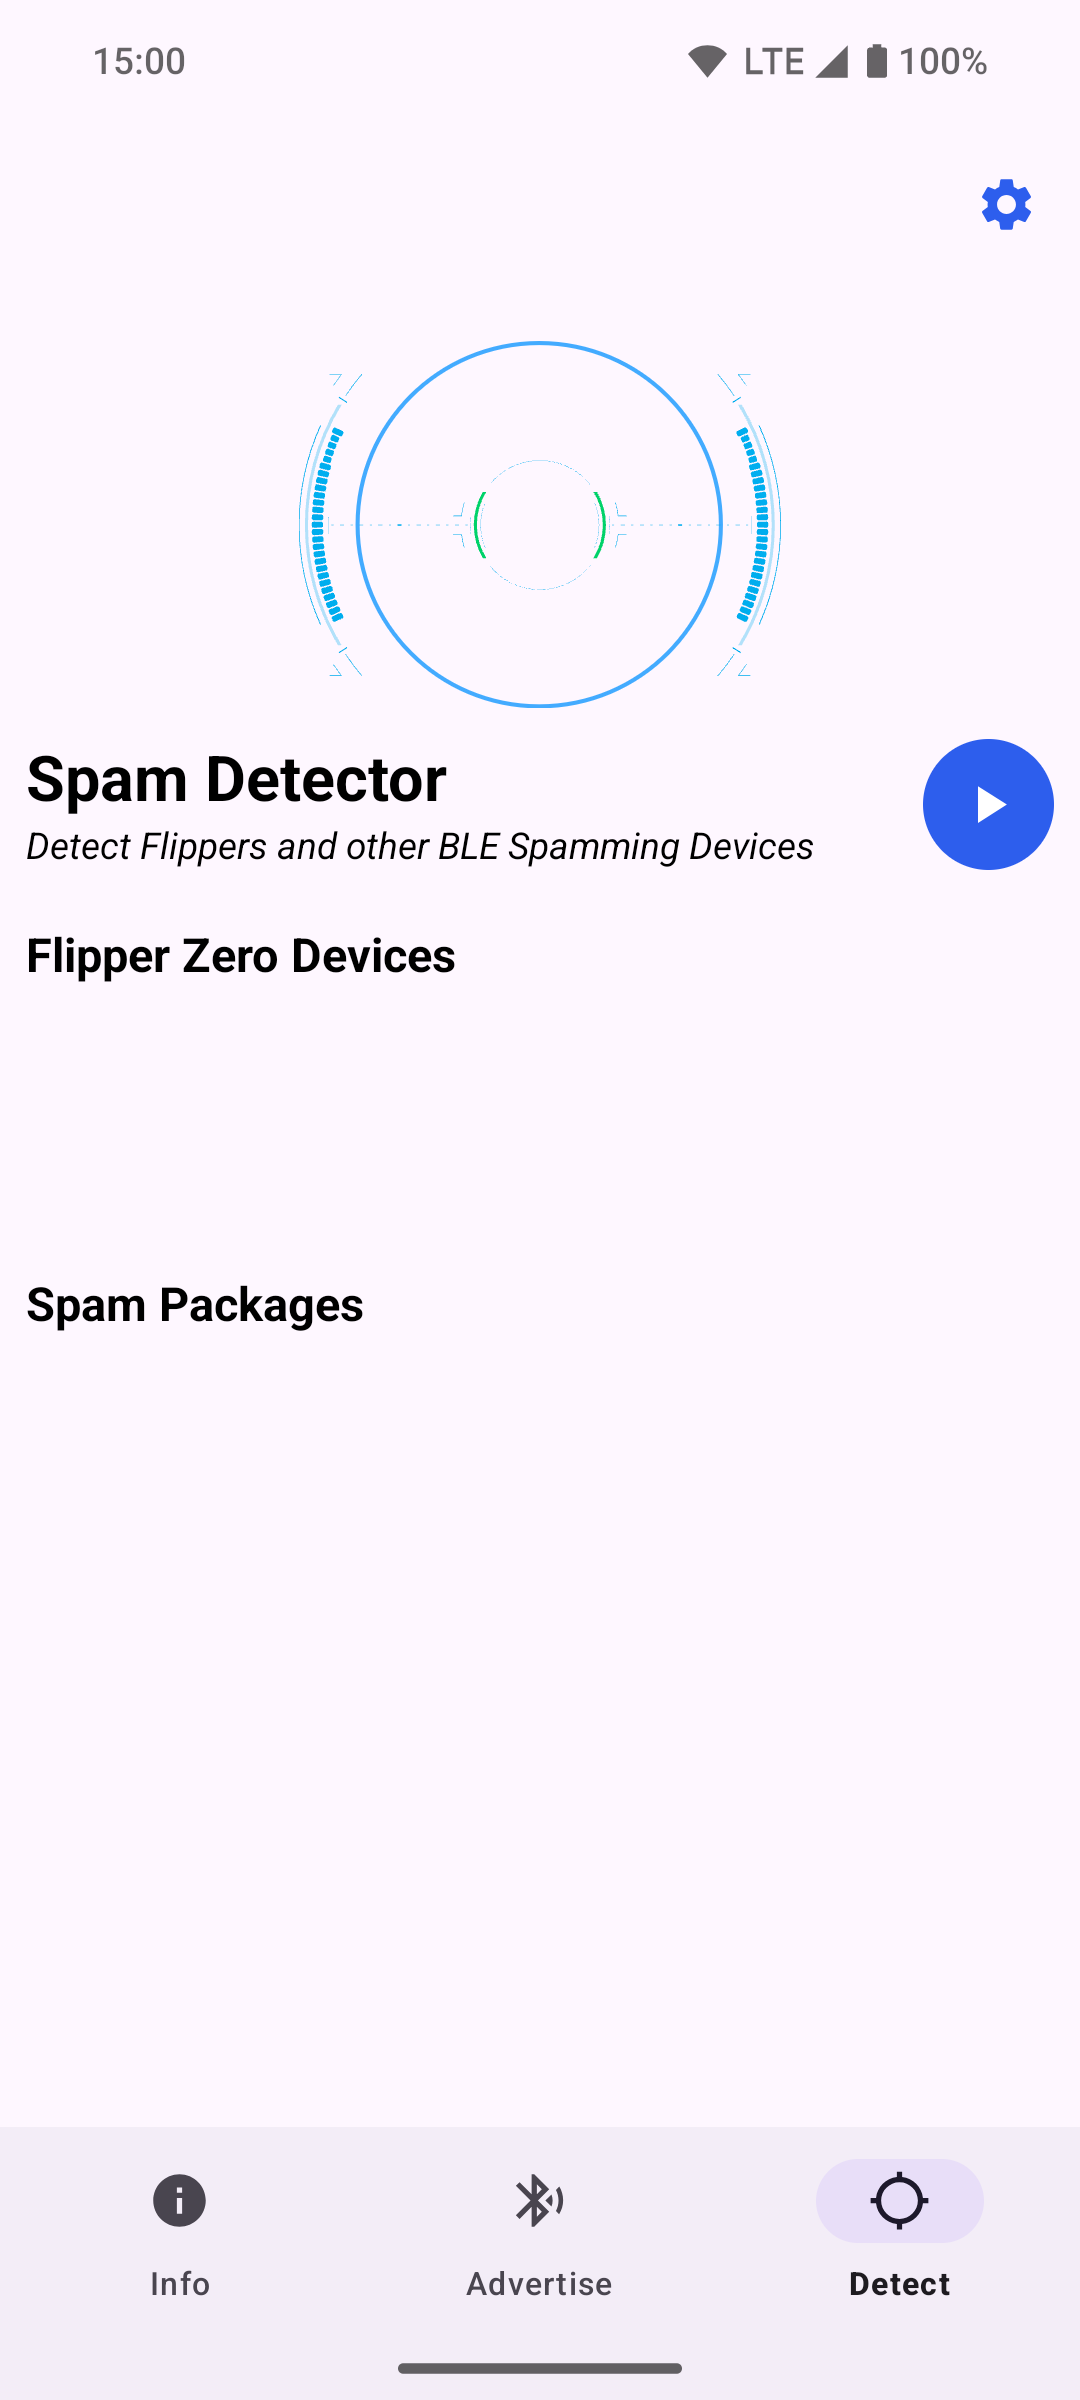 15:00
LTE
100%
Spam Detector
Detect Flippers and other BLE Spamming Devices
Flipper Zero Devices
Spam Packages
Info
Advertise
Detect